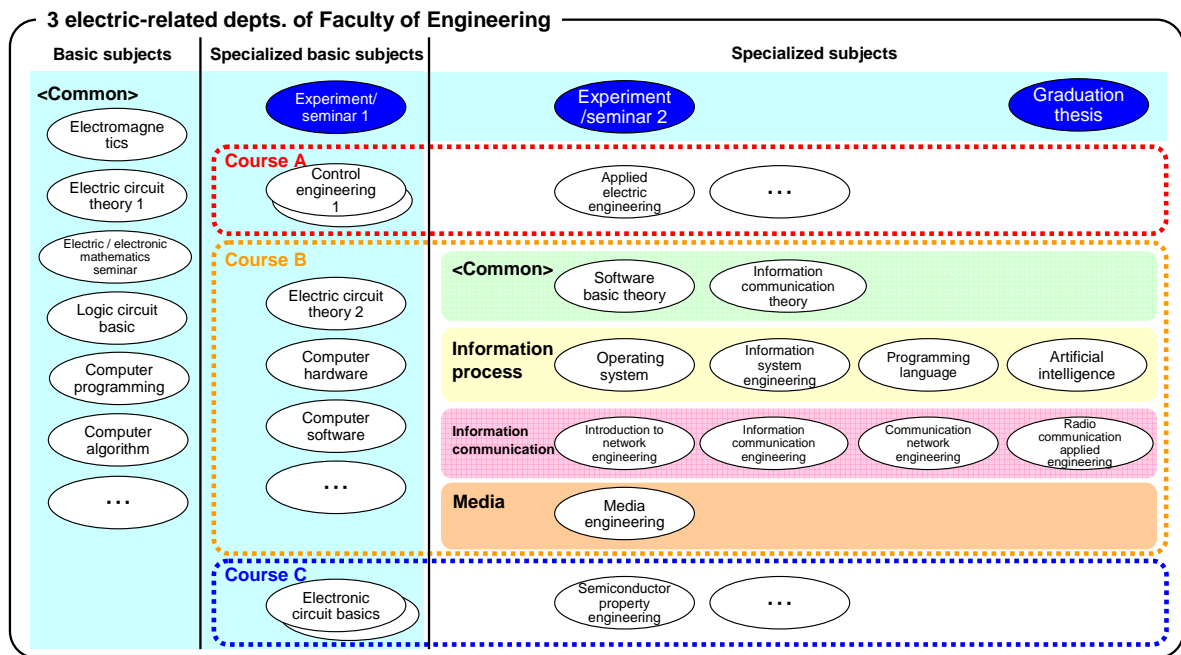 3 electric-related depts. of Faculty of Engineering
Basic subjects
Specialized basic subjects
Specialized subjects
<Common>
Electromagne
tics
Electric circuit
theory 1
Electric / electronic
mathematics
seminar
Logic circuit
basic
Computer
programming
Computer
algorithm
...
Experiment/
seminar 1
Experiment
/seminar 2
Graduation
thesis
Course A
Control
engineering
1
Applied
electric
engineering
...
Course B
Electric circuit
theory 2
Computer
hardware
Computer
software
...
<Common>
Software
basic theory
Information
communication
theory
Information
process
Operating
system
Information
system
engineering
Programming
language
Artificial
intelligence
Information
communication
Introduction to
network
engineering
Information
communication
engineering
Communication
network
engineering
Radio
communication
applied
engineering
Media
Media
engineering
Course C
Electronic
circuit basics
Semiconductor
property
engineering
...